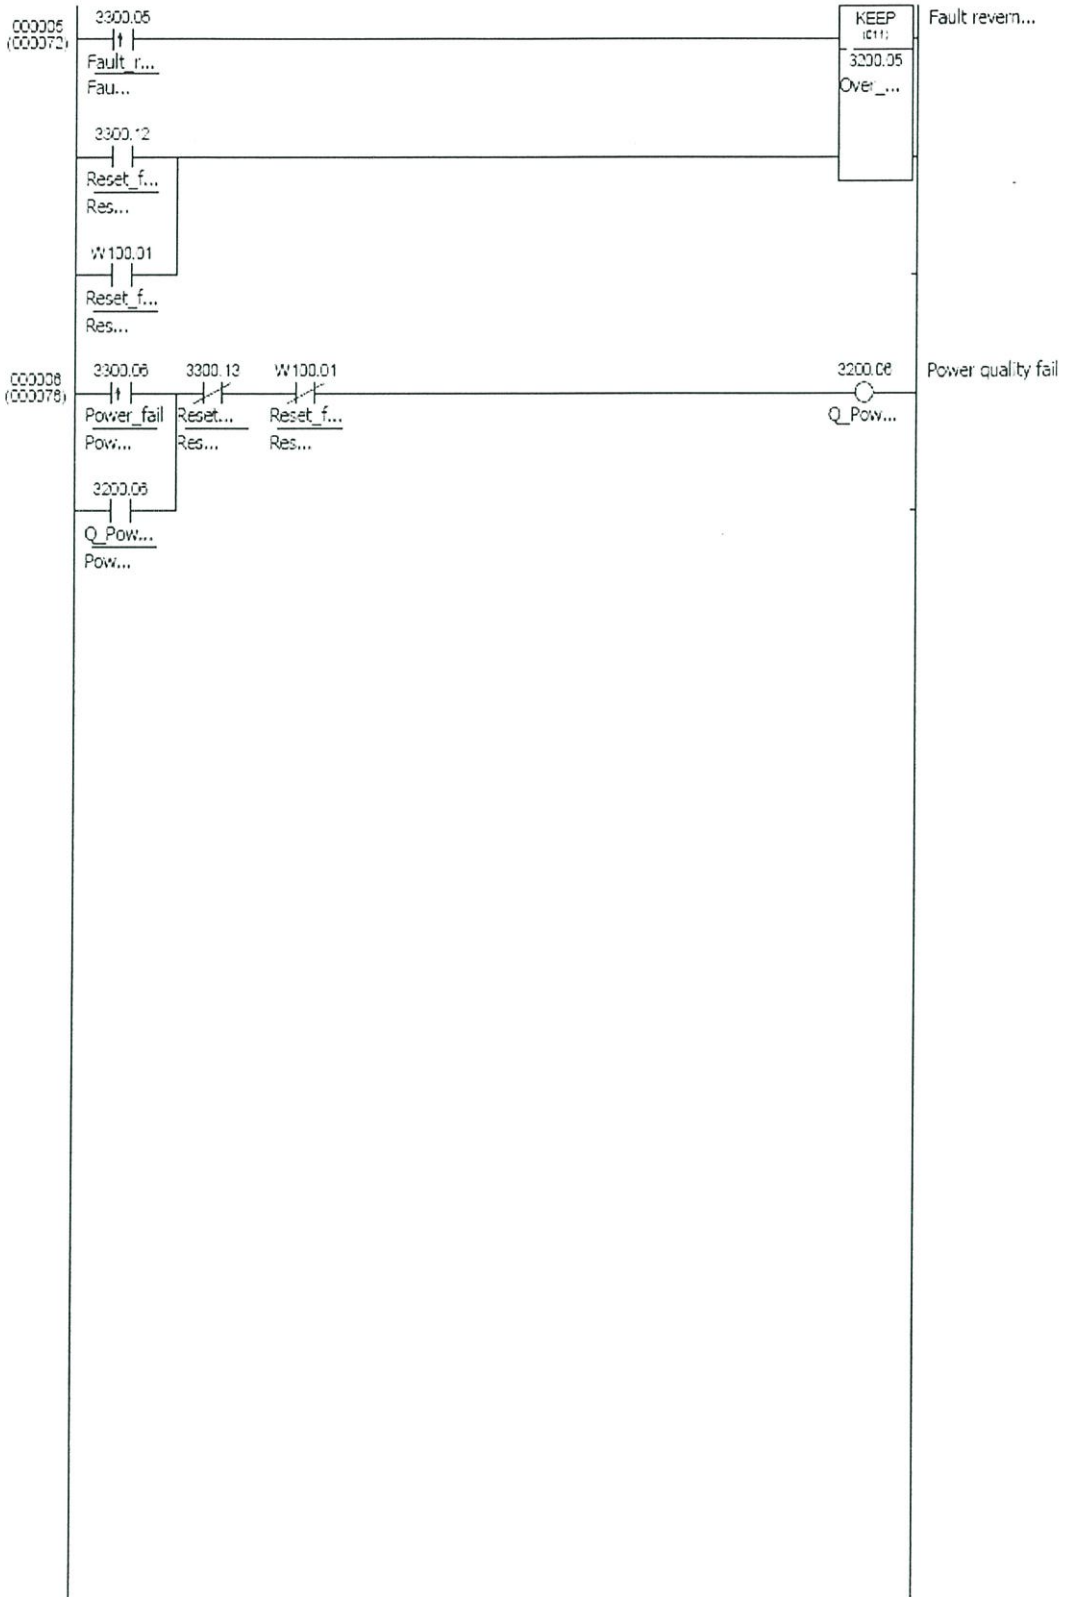 000005 3300.05 KEEP Fault revern...
(000072) (011)
Fault_r... 3200.05
Fau... Over_...
3300.12
Reset_f...
Res...
W100.01
Reset_f...
Res...
000006 3300.06 3300.13 W100.01 3200.06 Power quality fail
(000076)
Power_fail Reset... Reset_f... Q_Pow...
Pow... Res... Res...
3200.06
Q_Pow...
Pow...